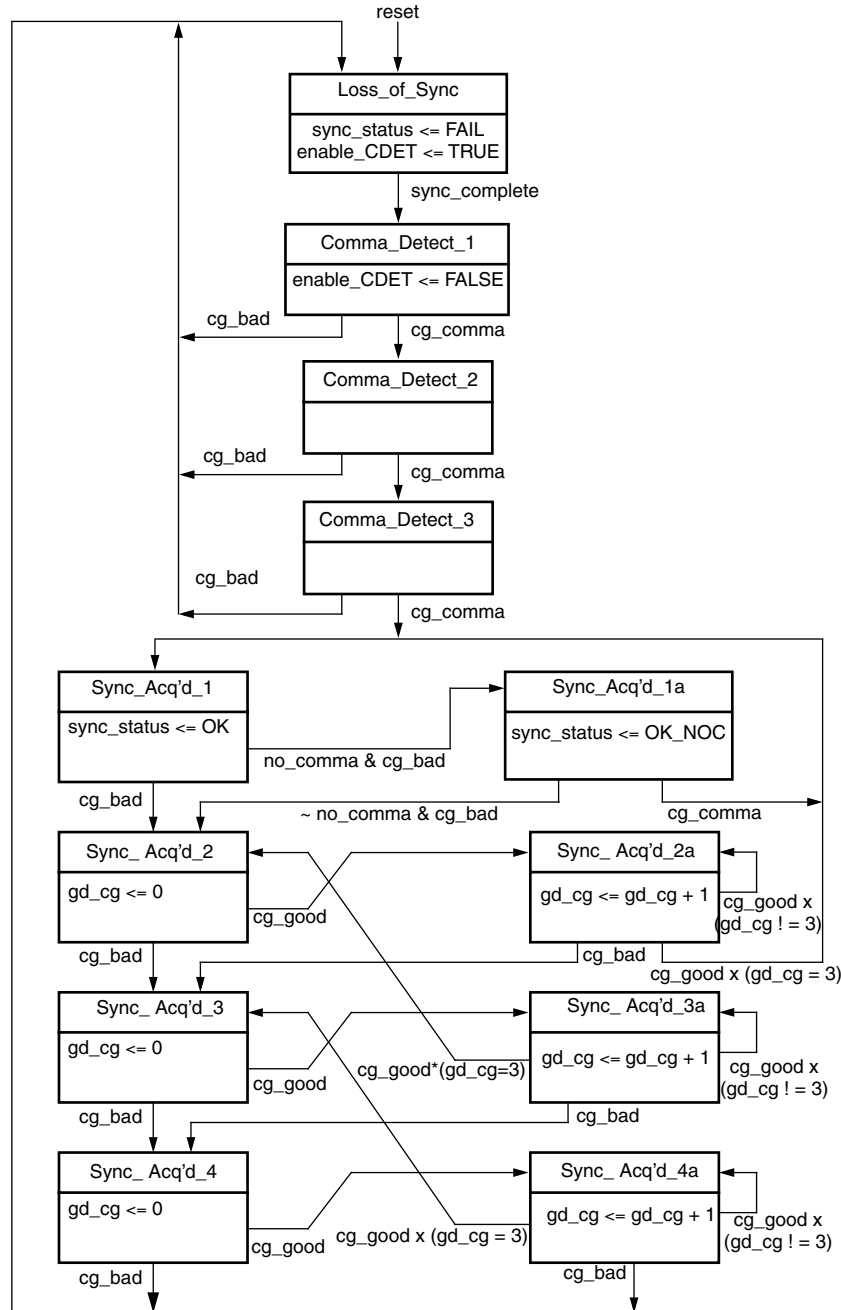 reset
Loss_of_Sync
sync_status <= FAIL
enable_CDET <= TRUE
sync_complete
Comma_Detect_1
enable_CDET <= FALSE
cg_bad
cg_comma
Comma_Detect_2
cg_bad
cg_comma
Comma_Detect_3
cg_bad
cg_comma
Sync_Acq'd_1
Sync_Acq'd_1a
sync_status <= OK
sync_status <= OK_NOC
no_comma & cg_bad
cg_bad
~ no_comma & cg_bad
cg_comma
Sync_ Acq'd_2
Sync_ Acq'd_2a
gd_cg <= 0
gd_cg <= gd_cg + 1
cg_good
cg_good x
(gd_cg ! = 3)
cg_bad
cg_bad
cg_good x (gd_cg = 3)
Sync_ Acq'd_3
Sync_ Acq'd_3a
gd_cg <= 0
gd_cg <= gd_cg + 1
cg_good
cg_good*(gd_cg=3)
cg_good x
(gd_cg ! = 3)
cg_bad
cg_bad
Sync_ Acq'd_4
Sync_ Acq'd_4a
gd_cg <= 0
gd_cg <= gd_cg + 1
cg_good
cg_good x (gd_cg = 3)
cg_good x
(gd_cg ! = 3)
cg_bad
cg_bad